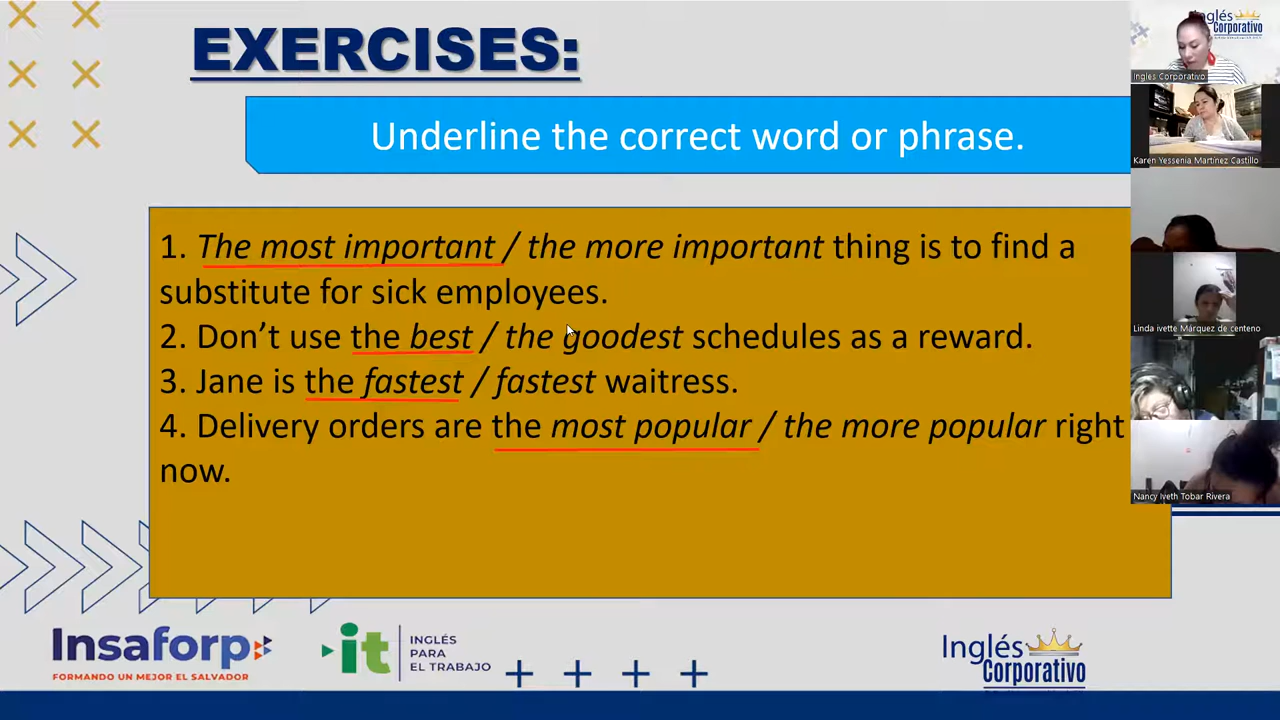 EXERCISES:
Underline the correct word or phrase.
1. The most important / the more important thing is to find a
substitute for sick employees.
2. Don’t use the best / the goodest schedules as a reward.
3. Jane is the fastest / fastest waitress.
4. Delivery orders are the most popular / the more popular right
now.
Inglés
Corporativo
Ingles Corporativo
Karen Yessenia Martinez Castillo
Linda ivette Márquez de centeno
Nancy Iveth Tobar Rivera
Insaforp
FORMANDO UN MEJOR EL SALVADOR
it
INGLÉS
PARA
EL TRABAJO
Inglés
Corporativo